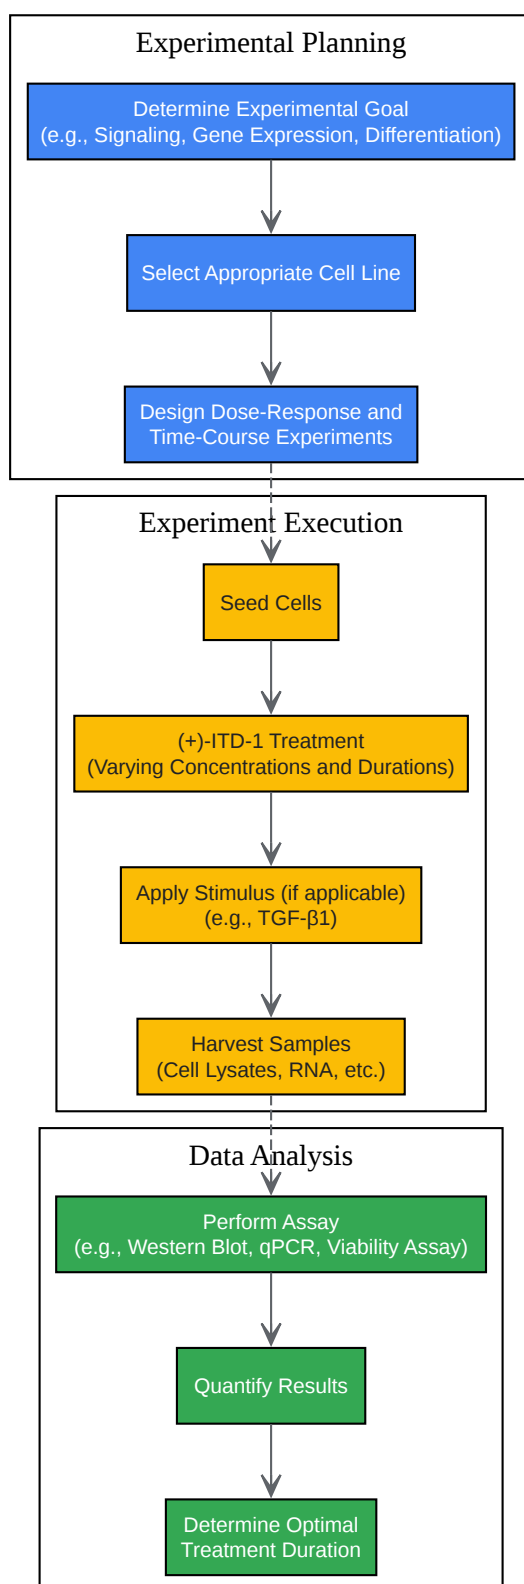 Experimental Planning
Determine Experimental Goal
(e.g., Signaling, Gene Expression, Differentiation)
Select Appropriate Cell Line
Design Dose-Response and
Time-Course Experiments
Experiment Execution
Seed Cells
(+)-ITD-1 Treatment
(Varying Concentrations and Durations)
Apply Stimulus (if applicable)
(e.g., TGF-β1)
Harvest Samples
(Cell Lysates, RNA, etc.)
Data Analysis
Perform Assay
(e.g., Western Blot, qPCR, Viability Assay)
Quantify Results
Determine Optimal
Treatment Duration